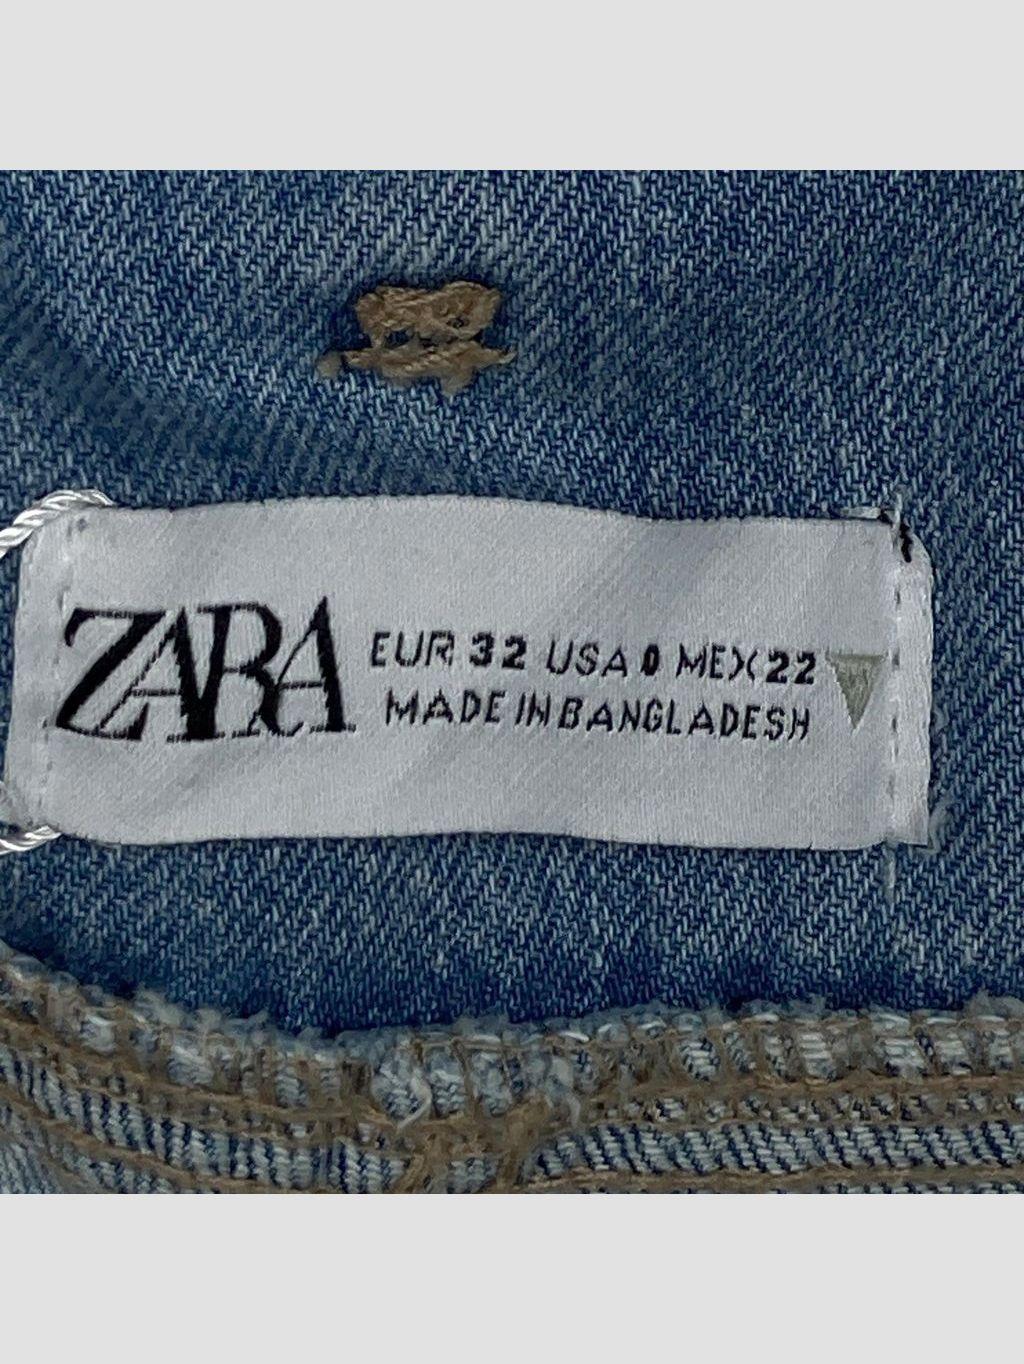 ZARA
EUR 32 USA 0 MEX 22
MADE IN BANGLADESH